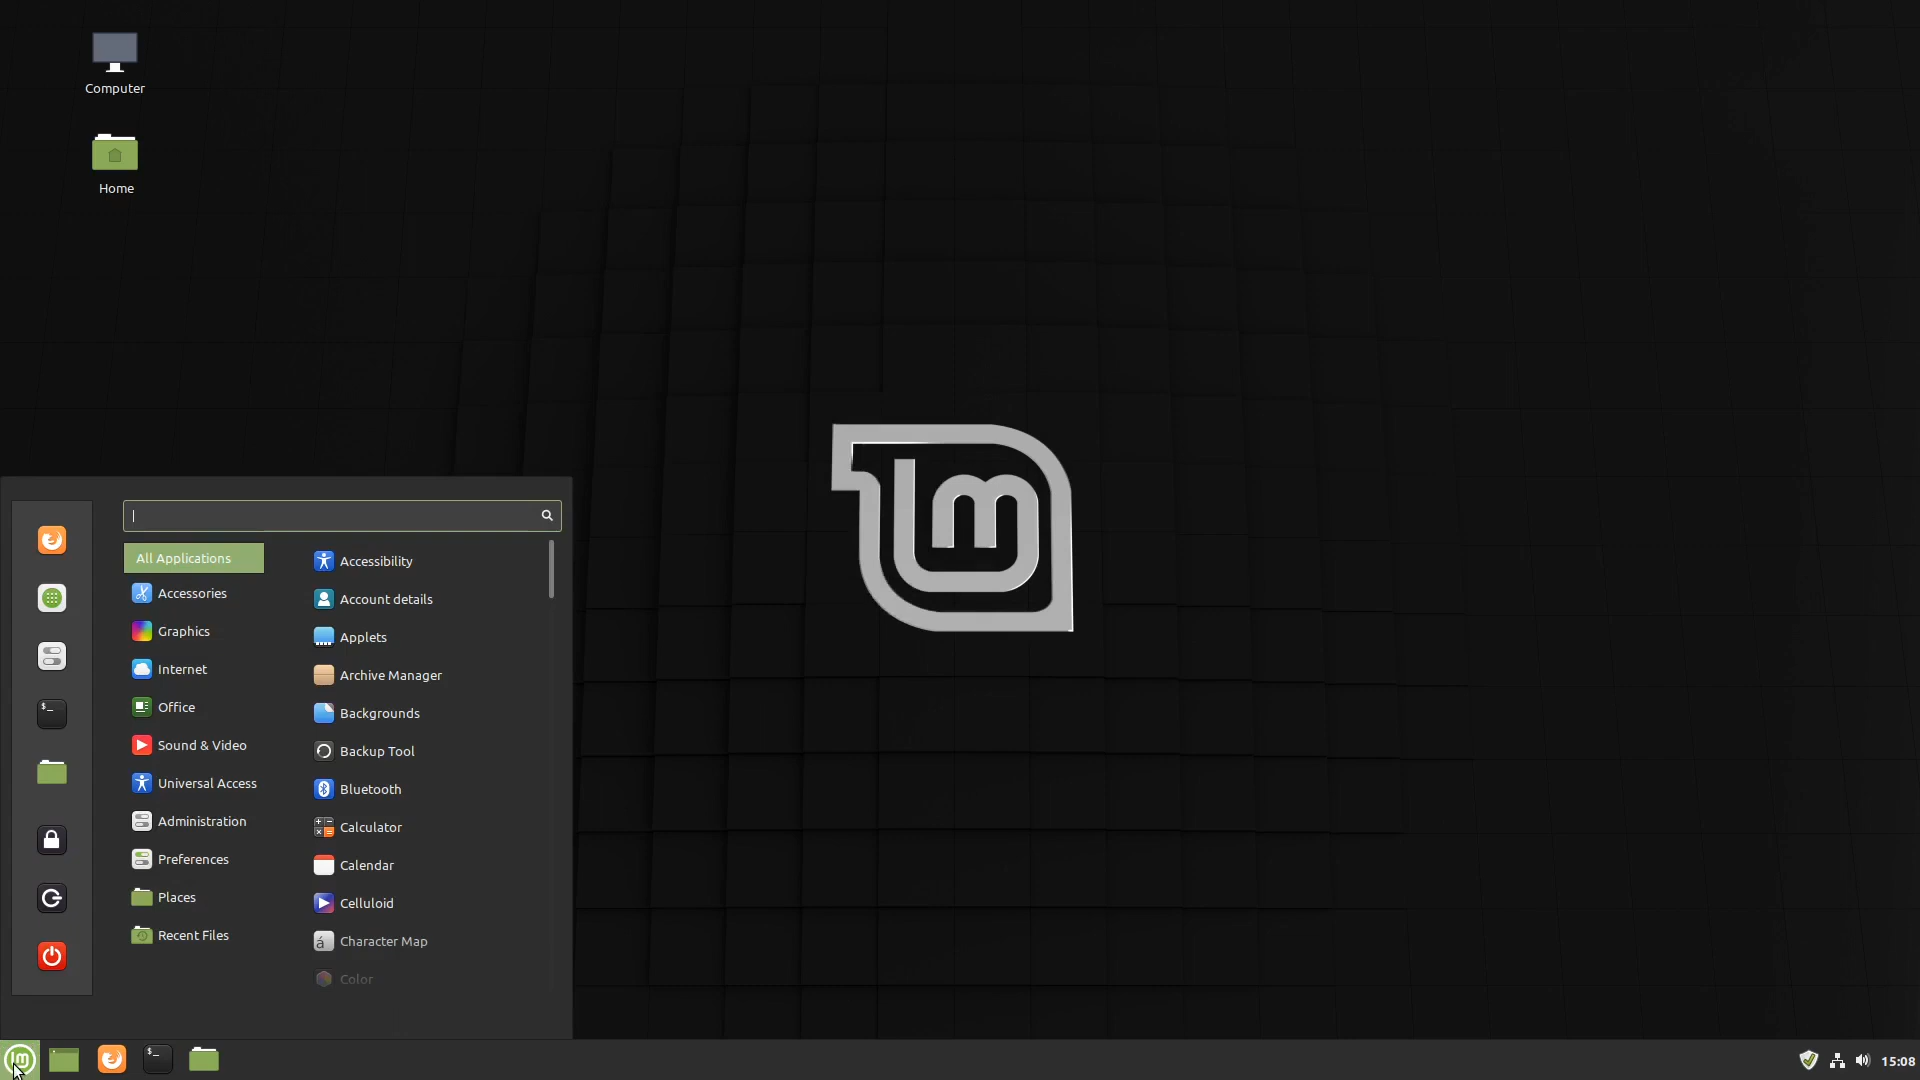 Computer
Home
All Applications
Accessories
Graphics
Internet
Office
Sound & Video
Universal Access
Administration
Preferences
Places
Recent Files
Accessibility
Account details
Applets
Archive Manager
Backgrounds
Backup Tool
Bluetooth
Calculator
Calendar
Celluloid
Character Map
Color
lm
15:08